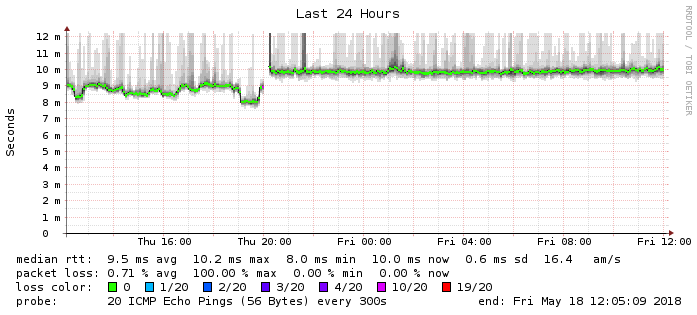 Last 24 Hours
RRDTOOL / TOBI OETIKER
Seconds
12 m
11 m
10 m
9 m
8 m
7 m
6 m
5 m
4 m
3 m
2 m
1 m
0
Thu 16:00 Thu 20:00 Fri 00:00 Fri 04:00 Fri 08:00 Fri 12:00
median rtt: 9.5 ms avg 10.2 ms max 8.0 ms min 10.0 ms now 0.6 ms sd 16.4 am/s
packet loss: 0.71 % avg 100.00 % max 0.00 % min 0.00 % now
loss color: 0 1/20 2/20 3/20 4/20 10/20 19/20
probe: 20 ICMP Echo Pings (56 Bytes) every 300s end: Fri May 18 12:05:09 2018